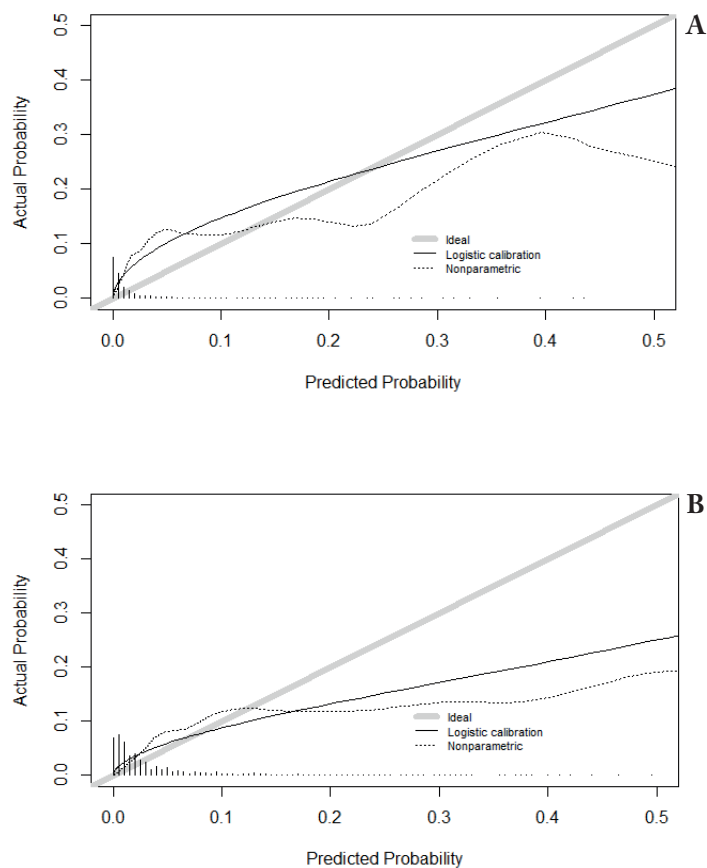 A
Actual Probability
0.5
0.4
0.3
0.2
0.1
0.0
Ideal
Logistic calibration
Nonparametric
0.0 0.1 0.2 0.3 0.4 0.5
Predicted Probability
B
Actual Probability
0.5
0.4
0.3
0.2
0.1
0.0
Ideal
Logistic calibration
Nonparametric
0.0 0.1 0.2 0.3 0.4 0.5
Predicted Probability